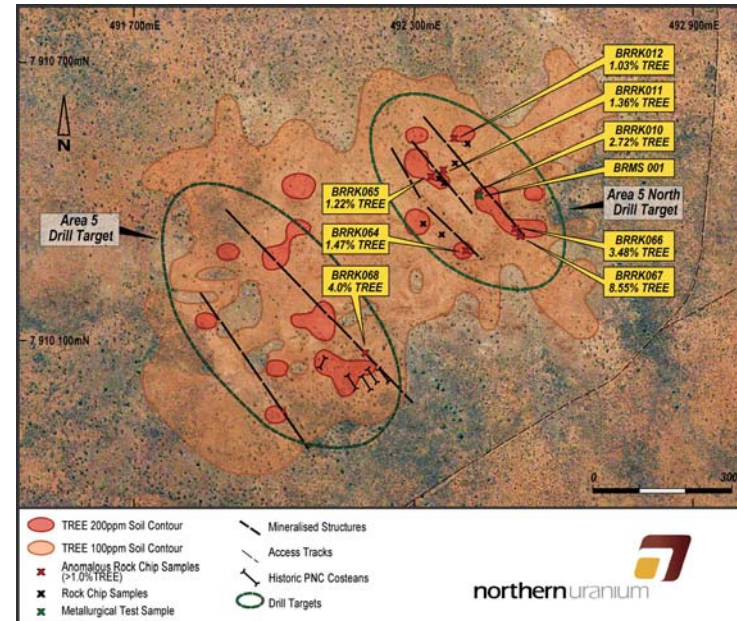 491 700mE
492 300mE
492 900mE
7 910 700mN
N
BRRK012
1.03% TREE
BRRK011
1.36% TREE
BRRK010
2.72% TREE
BRMS 001
BRRK065
1.22% TREE
Area 5
Drill Target
Area 5 North
Drill Target
BRRK064
1.47% TREE
BRRK066
3.48% TREE
BRRK068
4.0% TREE
BRRK067
8.55% TREE
7 910 100mN
0
300
TREE 200ppm Soil Contour
TREE 100ppm Soil Contour
Anomalous Rock Chip Samples
(>1.0%TREE)
Rock Chip Samples
Metallurgical Test Sample
Mineralised Structures
Access Tracks
Historic PNC Costeans
Drill Targets
northernuranium